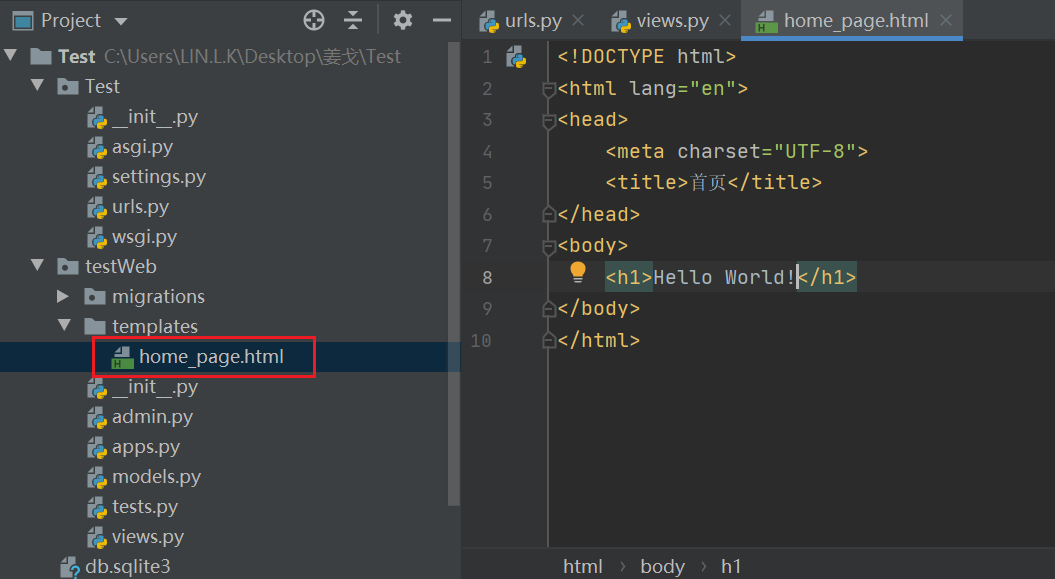 Project
Test C:\Users\LIN.L.K\Desktop\姜戈\Test
Test
__init__.py
asgi.py
settings.py
urls.py
wsgi.py
testWeb
migrations
templates
home_page.html
__init__.py
admin.py
apps.py
models.py
tests.py
views.py
db.sqlite3
urls.py views.py home_page.html
1 <!DOCTYPE html>
2 <html lang="en">
3 <head>
4 <meta charset="UTF-8">
5 <title>首页</title>
6 </head>
7 <body>
8 <h1>Hello World!</h1>
9 </body>
10 </html>
html › body › h1